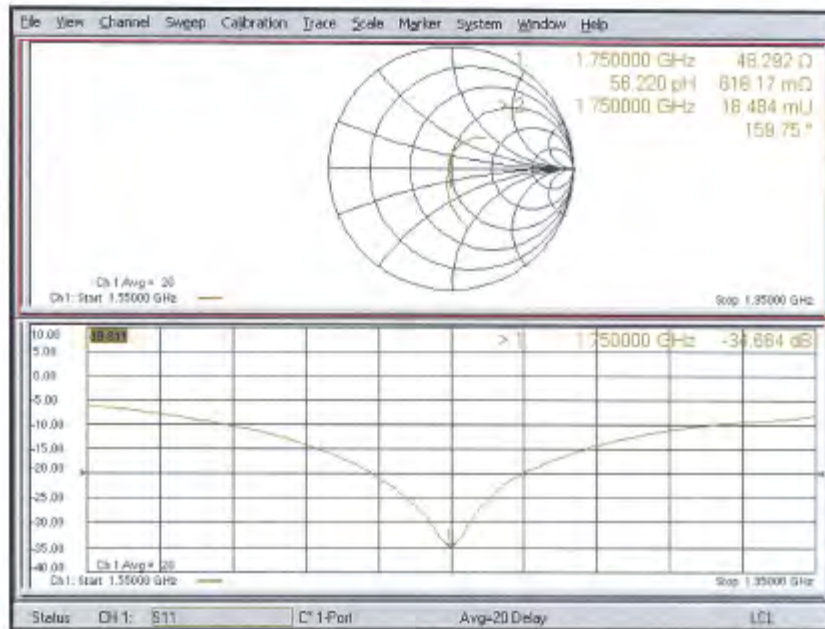 File View Channel Sweep Calibration Trace Scale Marker System Window Help
1 1.750000 GHz 48.292 Ω
56.220 pH 618.17 mΩ
>2 1.750000 GHz 18.484 mU
159.75 °
Ch 1 Avg = 20
Ch1: Start 1.55000 GHz
Stop 1.95000 GHz
10.00
> 1 1.750000 GHz -34.664 dB
5.00
0.00
-5.00
-10.00
-15.00
-20.00
-25.00
-30.00
-35.00
-40.00
Ch 1 Avg = 20
Ch1: Start 1.55000 GHz
Stop 1.95000 GHz
Status CH 1: S11 C* 1-Port Avg=20 Delay LCL